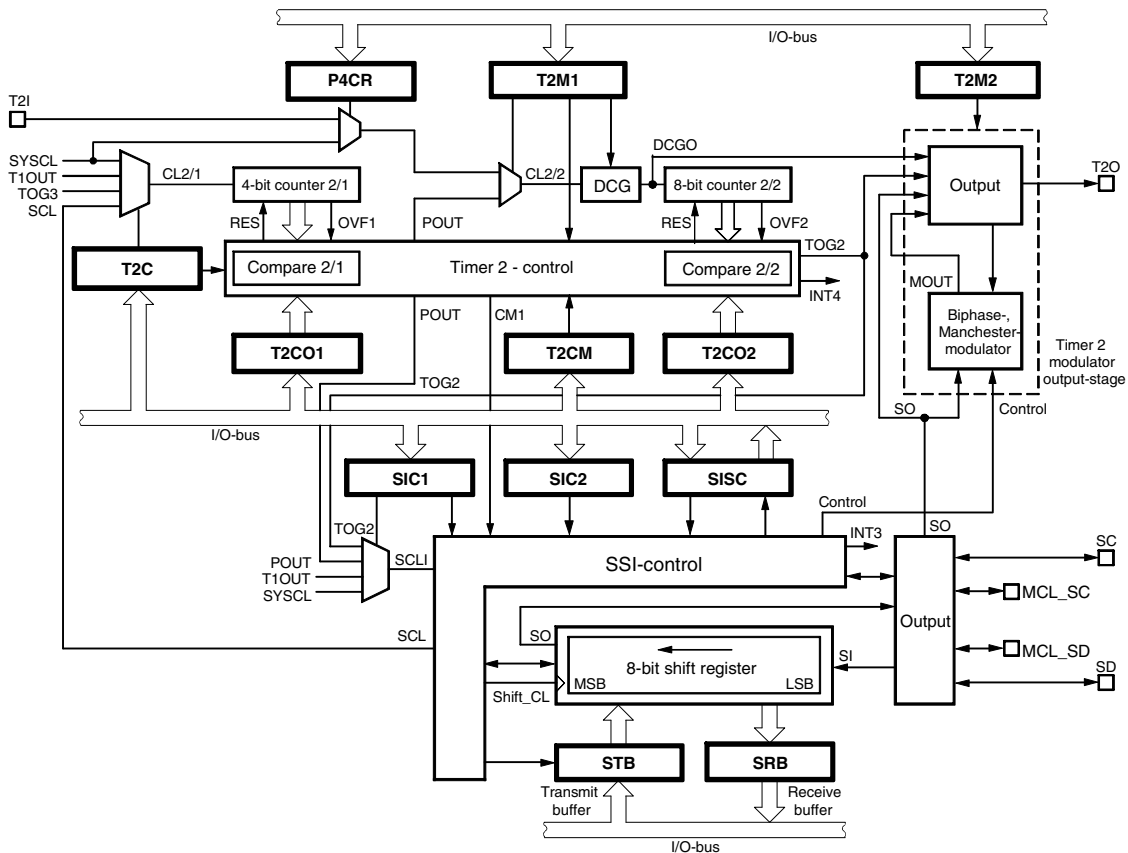 I/O-bus
P4CR
T2M1
T2M2
T2I
SYSCL
T1OUT
TOG3
SCL
CL2/1
4-bit counter 2/1
CL2/2
DCG
DCGO
8-bit counter 2/2
Output
T2O
RES
OVF1
POUT
RES
OVF2
TOG2
T2C
Compare 2/1
Timer 2 - control
Compare 2/2
INT4
MOUT
Biphase-,
Manchester-
modulator
Timer 2
modulator
output-stage
POUT
CM1
T2CO1
T2CM
T2CO2
TOG2
SO
Control
I/O-bus
SIC1
SIC2
SISC
Control
TOG2
POUT
T1OUT
SYSCL
SCLI
SSI-control
INT3
SO
SC
MCL_SC
Output
SCL
SO
8-bit shift register
MSB
LSB
SI
MCL_SD
SD
Shift_CL
STB
SRB
Transmit
buffer
Receive
buffer
I/O-bus